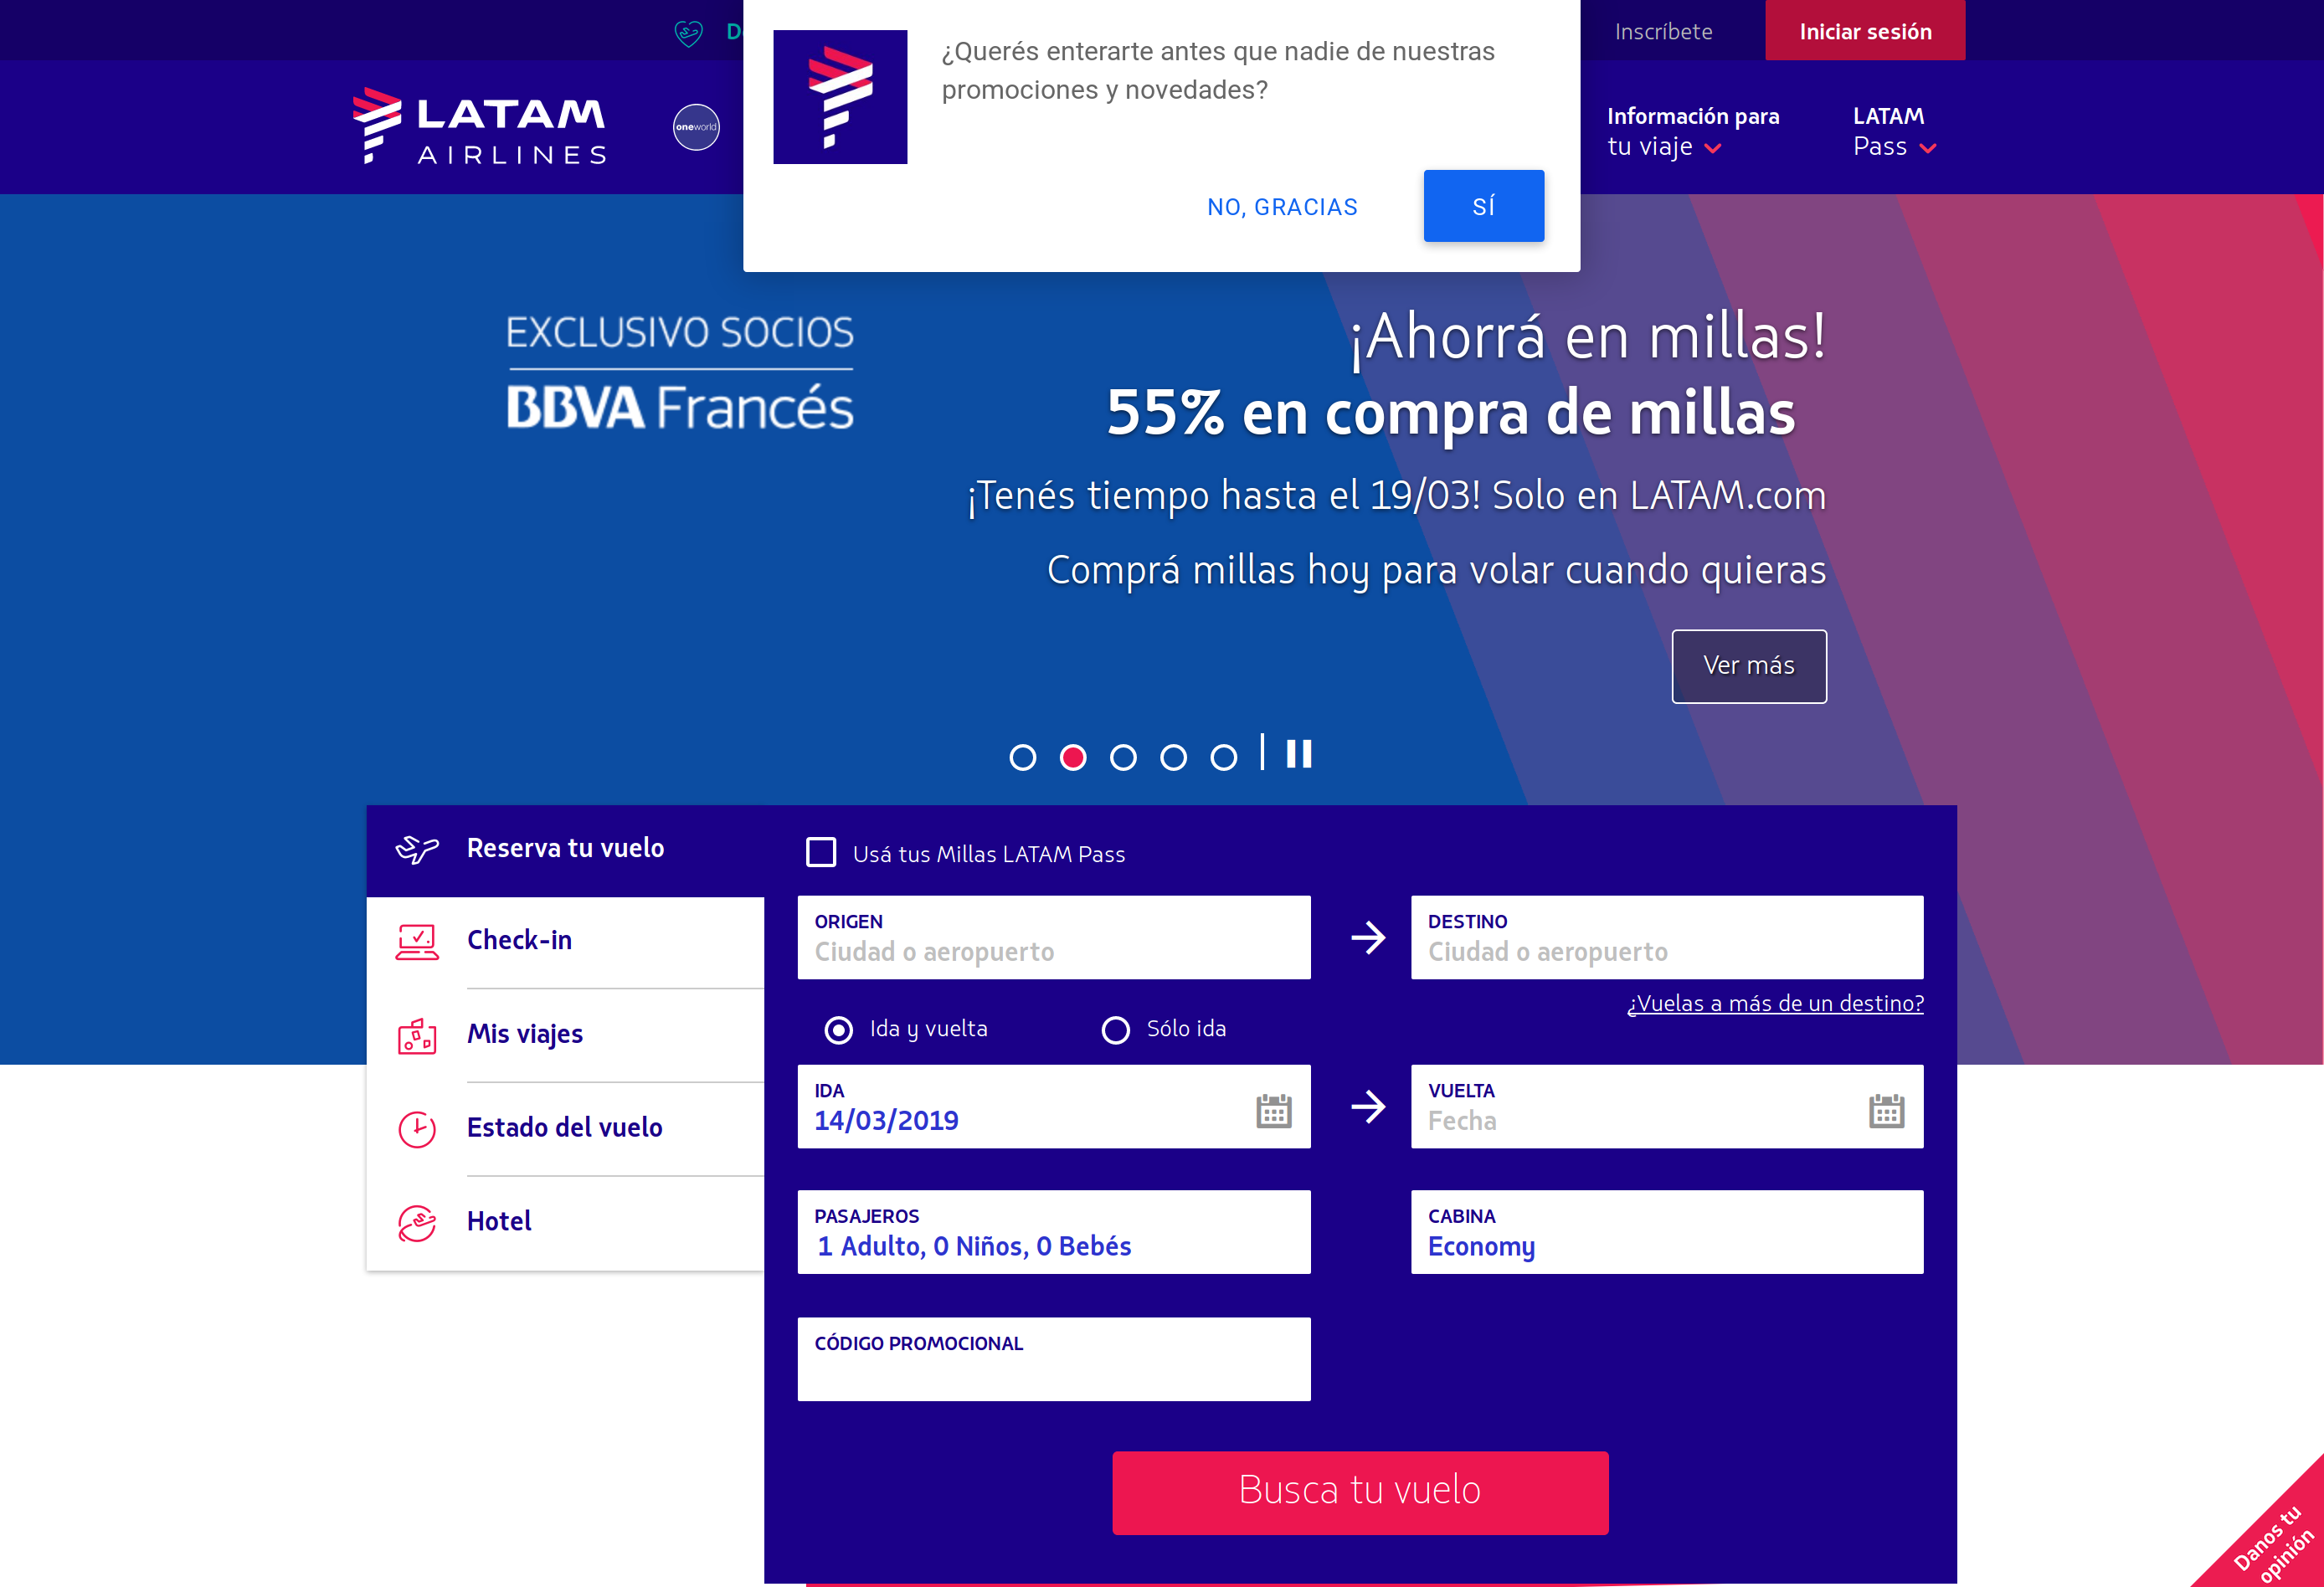 ¿Querés enterarte antes que nadie de nuestras
promociones y novedades?
NO, GRACIAS
SÍ
Inscríbete
Iniciar sesión
LATAM
AIRLINES
oneworld
Información para
tu viaje
LATAM
Pass
EXCLUSIVO SOCIOS
BBVA Francés
¡Ahorrá en millas!
55% en compra de millas
¡Tenés tiempo hasta el 19/03! Solo en LATAM.com
Comprá millas hoy para volar cuando quieras
Ver más
Reserva tu vuelo
Check-in
Mis viajes
Estado del vuelo
Hotel
Usá tus Millas LATAM Pass
ORIGEN
Ciudad o aeropuerto
DESTINO
Ciudad o aeropuerto
¿Vuelas a más de un destino?
Ida y vuelta
Sólo ida
IDA
14/03/2019
VUELTA
Fecha
PASAJEROS
1 Adulto, 0 Niños, 0 Bebés
CABINA
Economy
CÓDIGO PROMOCIONAL
Busca tu vuelo
Danos tu
opinión